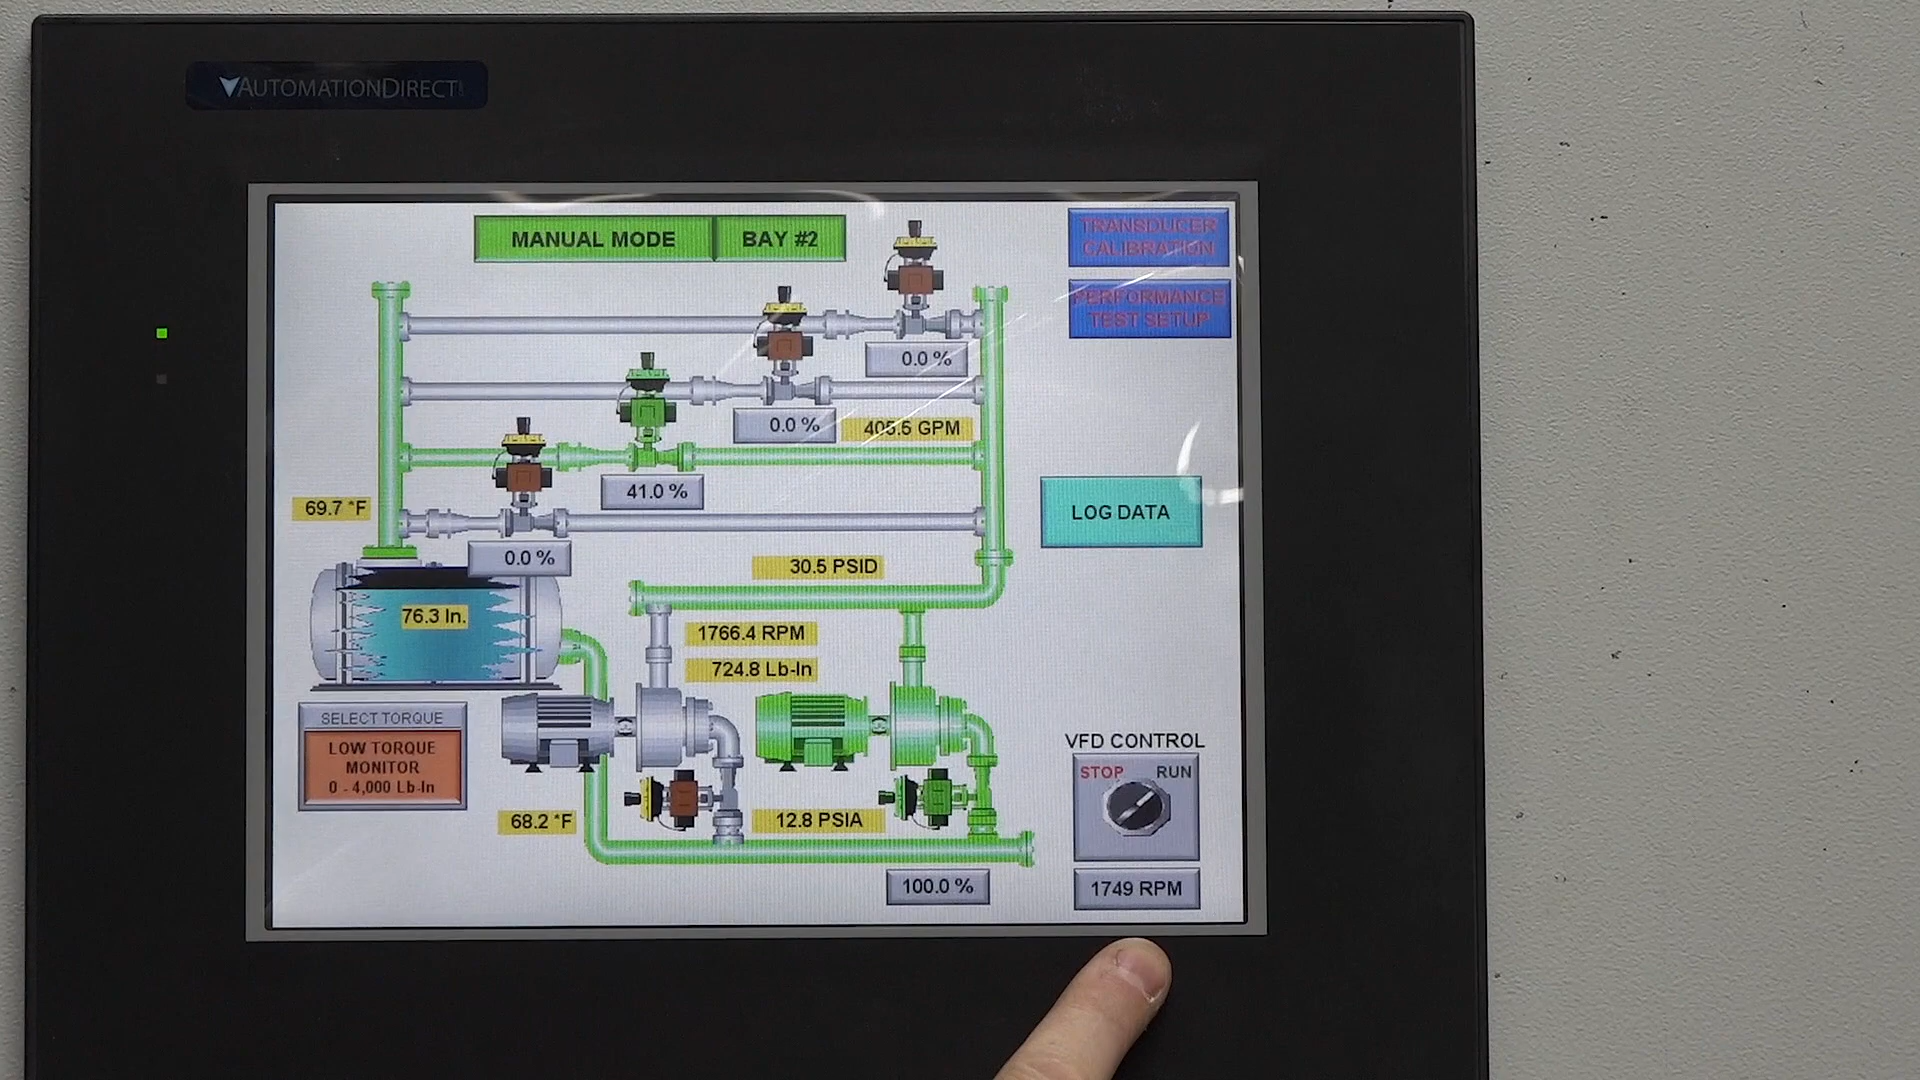 AUTOMATIONDIRECT
MANUAL MODE
BAY #2
TRANSDUCER
CALIBRATION
PERFORMANCE
TEST SETUP
0.0 %
0.0 %
405.5 GPM
41.0 %
69.7 °F
LOG DATA
0.0 %
30.5 PSID
76.3 In.
1766.4 RPM
724.8 Lb-In
SELECT TORQUE
LOW TORQUE
MONITOR
0 - 4,000 Lb-In
VFD CONTROL
STOP RUN
68.2 °F
12.8 PSIA
100.0 %
1749 RPM